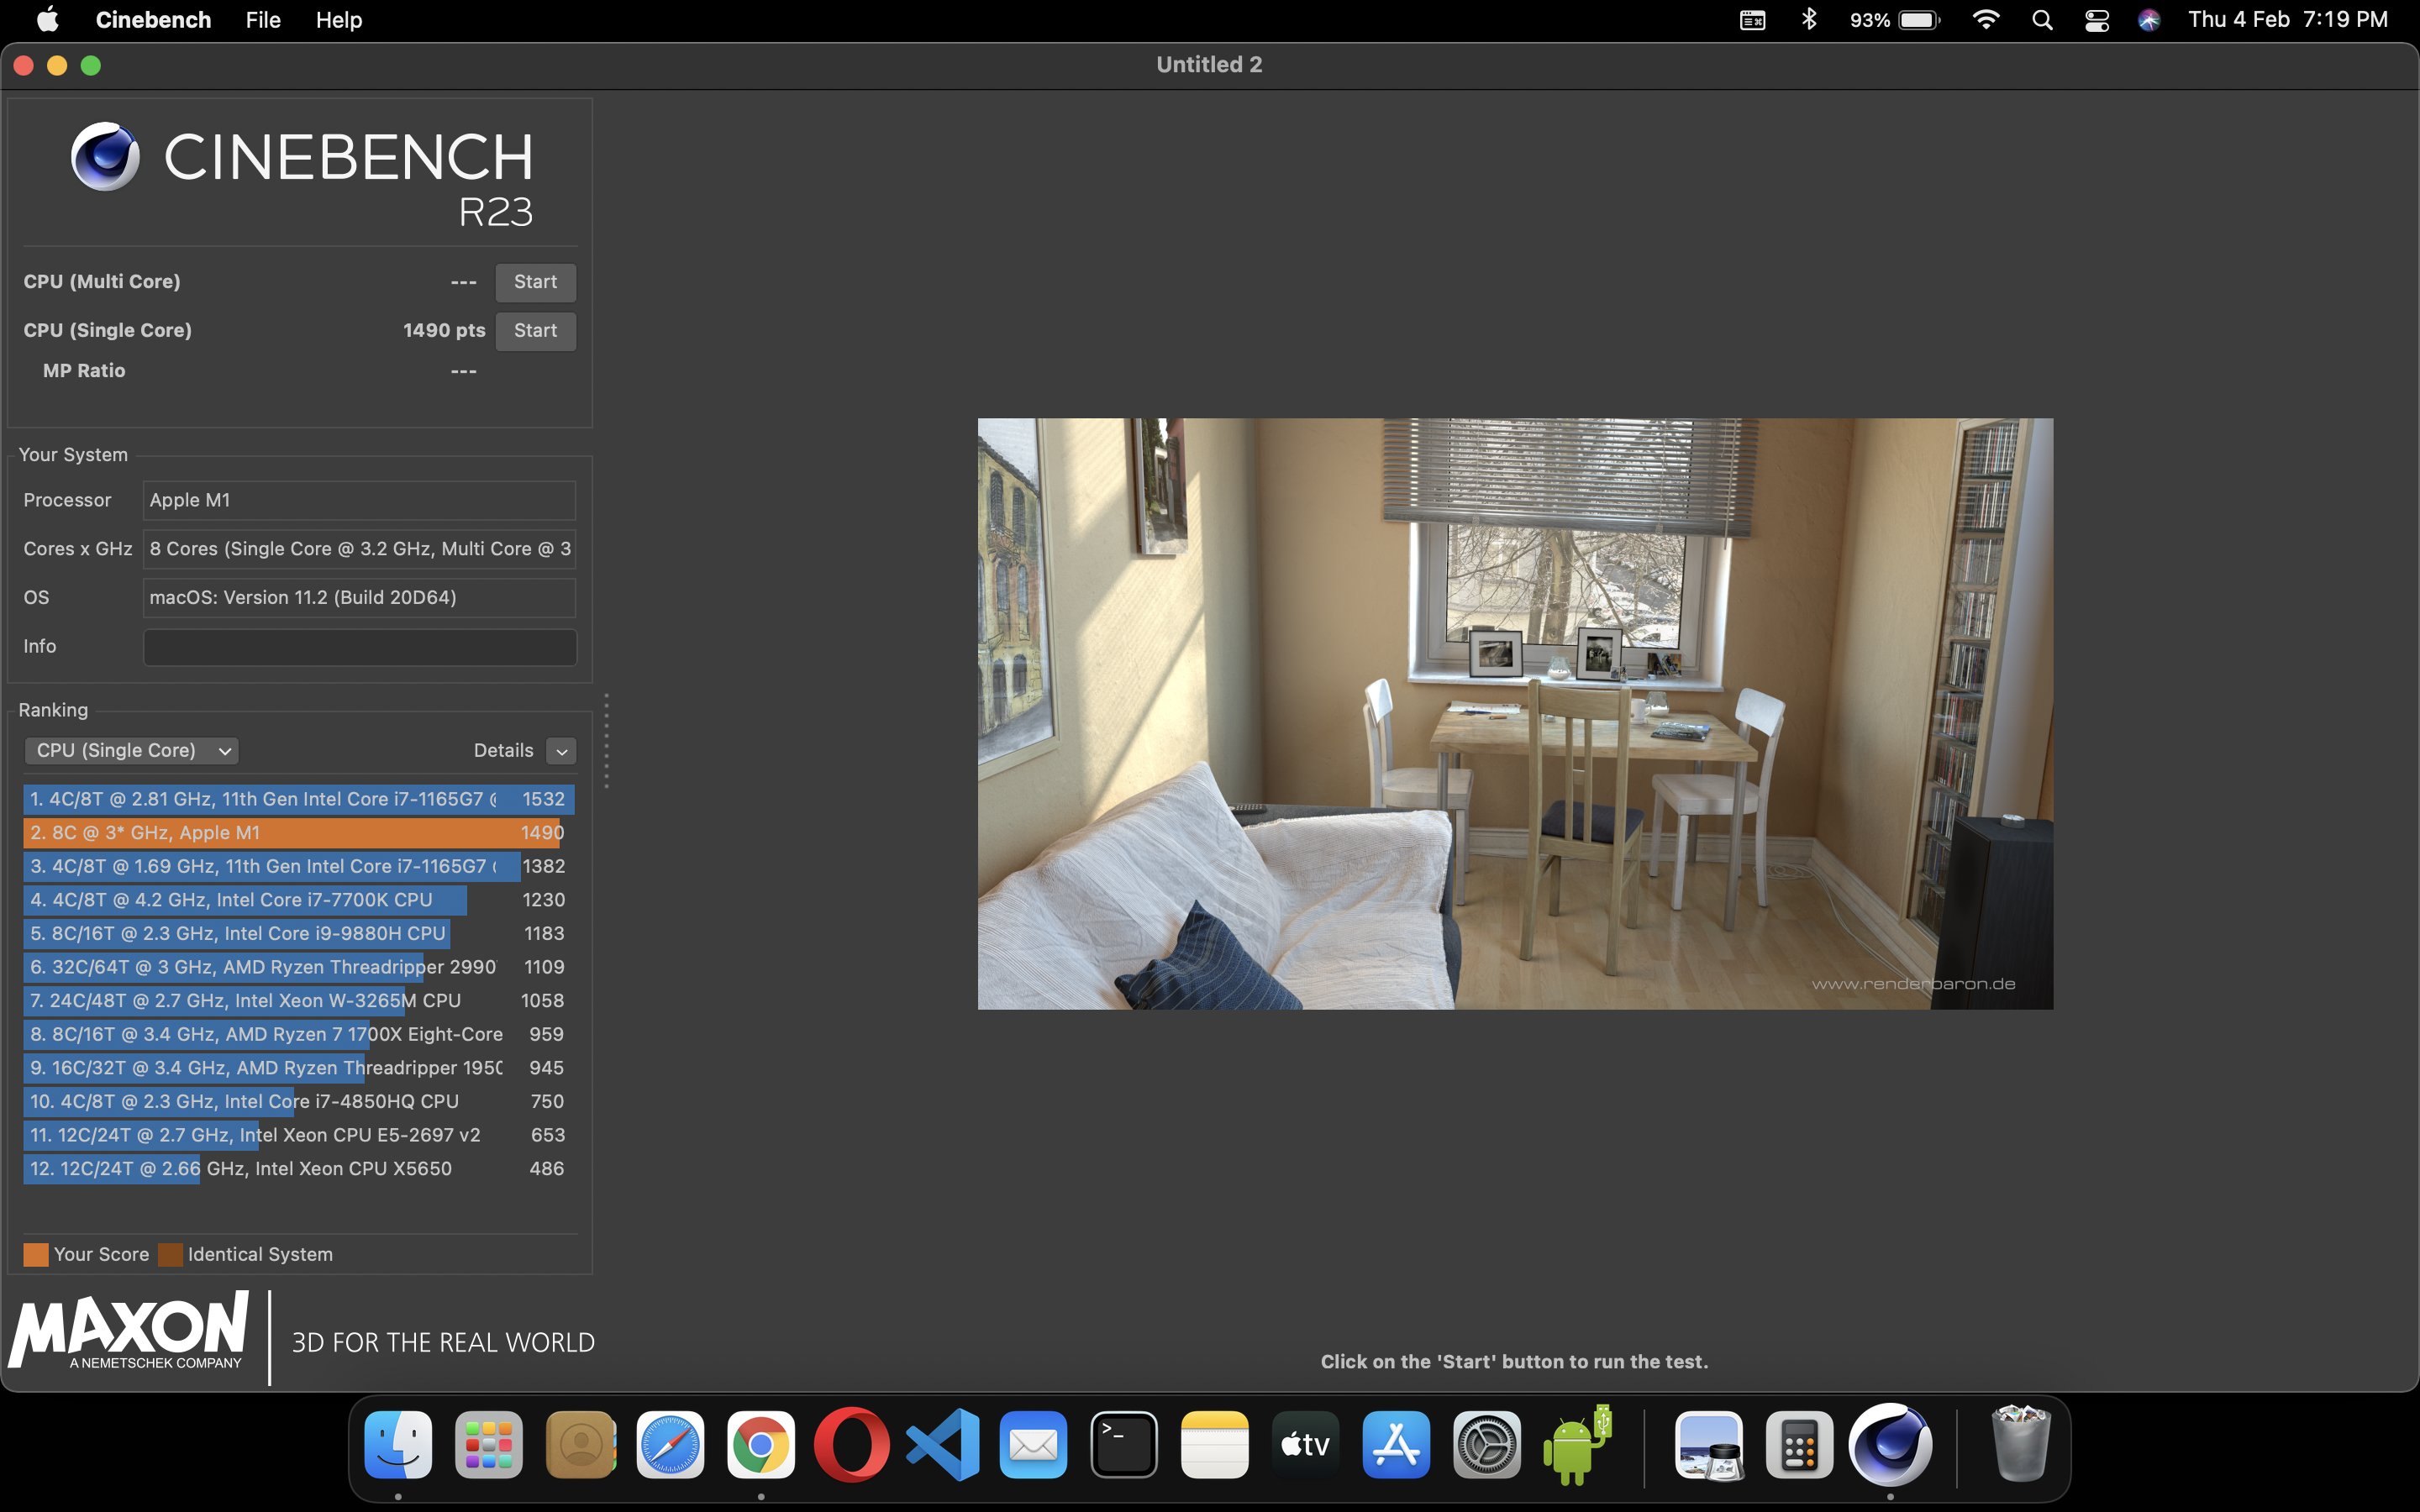 Cinebench File Help 93% Thu 4 Feb 7:19 PM
Untitled 2
CINEBENCH
R23
CPU (Multi Core) --- Start
CPU (Single Core) 1490 pts Start
MP Ratio ---
Your System
Processor Apple M1
Cores x GHz 8 Cores (Single Core @ 3.2 GHz, Multi Core @ 3
OS macOS: Version 11.2 (Build 20D64)
Info
Ranking
CPU (Single Core) Details
1. 4C/8T @ 2.81 GHz, 11th Gen Intel Core i7-1165G7 @ 1532
2. 8C @ 3* GHz, Apple M1 1490
3. 4C/8T @ 1.69 GHz, 11th Gen Intel Core i7-1165G7 ( 1382
4. 4C/8T @ 4.2 GHz, Intel Core i7-7700K CPU 1230
5. 8C/16T @ 2.3 GHz, Intel Core i9-9880H CPU 1183
6. 32C/64T @ 3 GHz, AMD Ryzen Threadripper 2990 1109
7. 24C/48T @ 2.7 GHz, Intel Xeon W-3265M CPU 1058
8. 8C/16T @ 3.4 GHz, AMD Ryzen 7 1700X Eight-Core 959
9. 16C/32T @ 3.4 GHz, AMD Ryzen Threadripper 1950 945
10. 4C/8T @ 2.3 GHz, Intel Core i7-4850HQ CPU 750
11. 12C/24T @ 2.7 GHz, Intel Xeon CPU E5-2697 v2 653
12. 12C/24T @ 2.66 GHz, Intel Xeon CPU X5650 486
Your Score Identical System
MAXON
A NEMETSCHEK COMPANY
3D FOR THE REAL WORLD
www.renderbaron.de
Click on the 'Start' button to run the test.
>_
tv